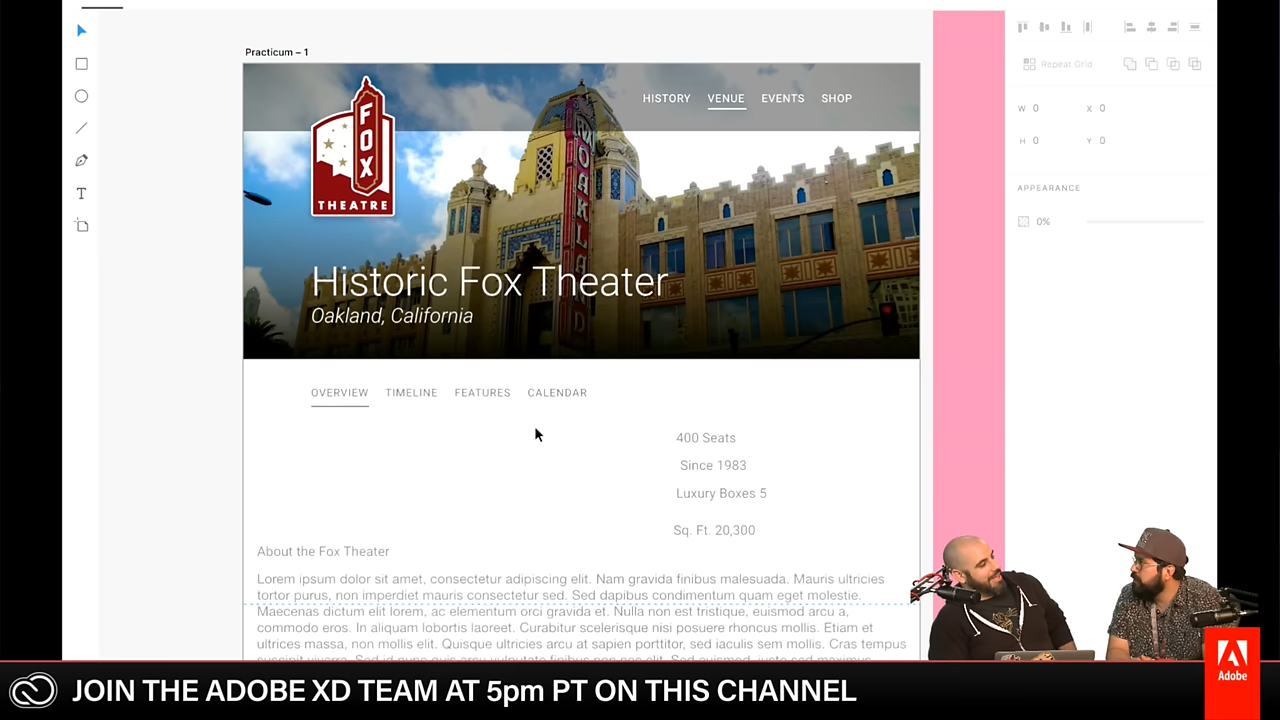 Practicum – 1
HISTORY VENUE EVENTS SHOP
FOX
THEATRE
FOX
OAKLAND
Historic Fox Theater
Oakland, California
OVERVIEW TIMELINE FEATURES CALENDAR
400 Seats
Since 1983
Luxury Boxes 5
Sq. Ft. 20,300
About the Fox Theater
Lorem ipsum dolor sit amet, consectetur adipiscing elit. Nam gravida finibus malesuada. Mauris ultricies
tortor purus, non imperdiet mauris consectetur sed. Sed dapibus condimentum quam eget molestie.
Maecenas dictum elit lorem, ac elementum orci gravida et. Nulla non est tristique, euismod arcu a,
commodo eros. In aliquam lobortis laoreet. Curabitur scelerisque nisi posuere rhoncus mollis. Etiam et
ultrices massa, non mollis elit. Quisque ultricies arcu at sapien porttitor, sed iaculis sem mollis. Cras tempus
T
Repeat Grid
W 0 X 0
H 0 Y 0
APPEARANCE
0%
JOIN THE ADOBE XD TEAM AT 5pm PT ON THIS CHANNEL
Adobe